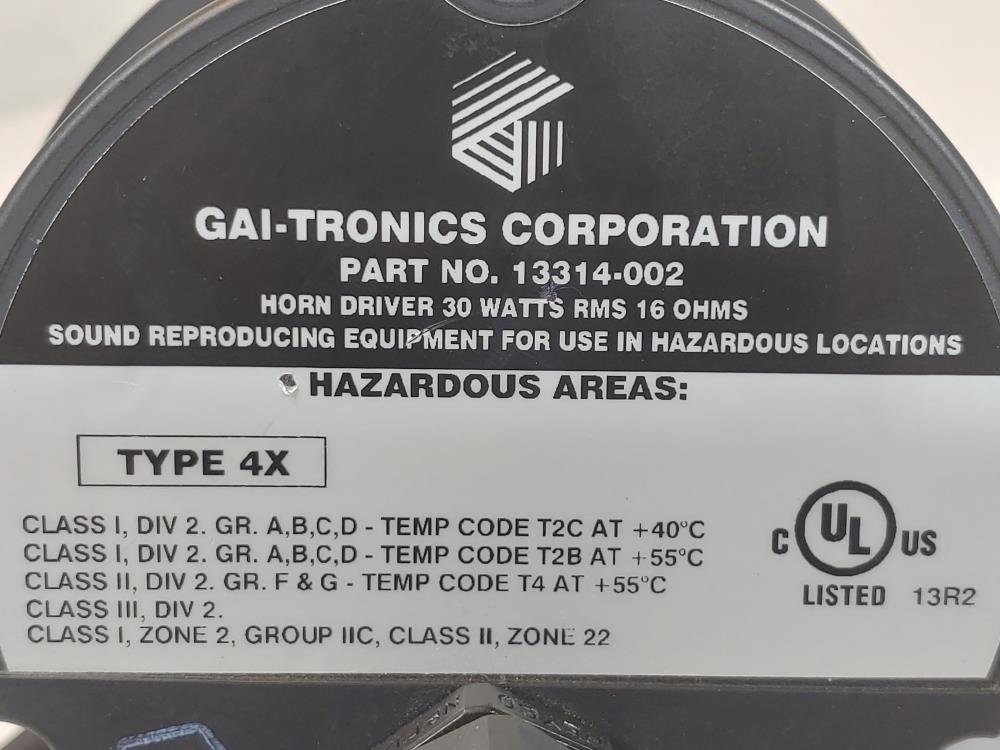 GAI-TRONICS CORPORATION
PART NO. 13314-002
HORN DRIVER 30 WATTS RMS 16 OHMS
SOUND REPRODUCING EQUIPMENT FOR USE IN HAZARDOUS LOCATIONS
HAZARDOUS AREAS:
TYPE 4X
CLASS I, DIV 2. GR. A,B,C,D - TEMP CODE T2C AT +40°C
CLASS I, DIV 2. GR. A,B,C,D - TEMP CODE T2B AT +55°C
CLASS II, DIV 2. GR. F & G - TEMP CODE T4 AT +55°C
CLASS III, DIV 2.
CLASS I, ZONE 2, GROUP IIC, CLASS II, ZONE 22
C UL US
LISTED 13R2